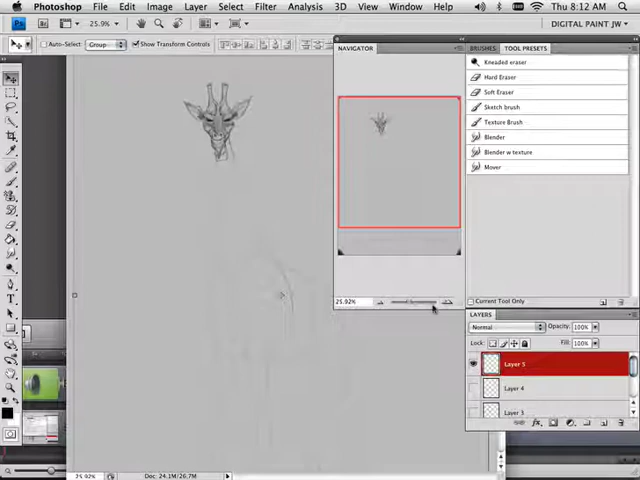 Photoshop File Edit Image Layer Select Filter Analysis 3D View Window Help Thu 8:12 AM
Ps 25.9% DIGITAL PAINT JW
Auto-Select: Group Show Transform Controls
NAVIGATOR
25.92%
BRUSHES TOOL PRESETS
Kneaded eraser
Hard Eraser
Soft Eraser
Sketch brush
Texture Brush
Blender
Blender w texture
Mover
Current Tool Only
LAYERS
Normal Opacity: 100%
Lock: Fill: 100%
Layer 5
Layer 4
Layer 3
25.92% Doc: 24.1M/26.7M